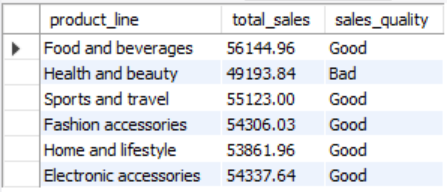 product_line total_sales sales_quality
Food and beverages 56144.96 Good
Health and beauty 49193.84 Bad
Sports and travel 55123.00 Good
Fashion accessories 54306.03 Good
Home and lifestyle 53861.96 Good
Electronic accessories 54337.64 Good